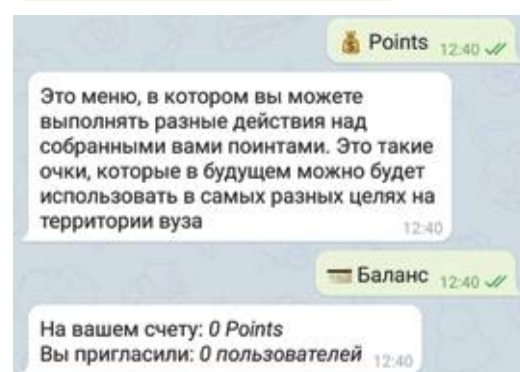 💰 Points 12:40
Это меню, в котором вы можете
выполнять разные действия над
собранными вами поинтами. Это такие
очки, которые в будущем можно будет
использовать в самых разных целях на
территории вуза 12:40
💳 Баланс 12:40
На вашем счету: 0 Points
Вы пригласили: 0 пользователей 12:40